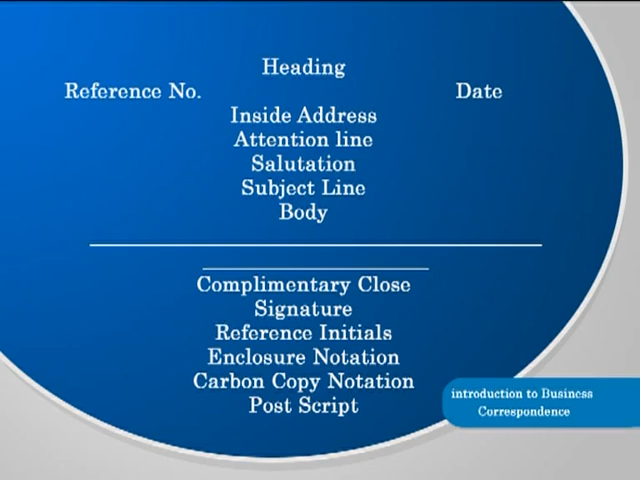 Heading
Reference No. Date
Inside Address
Attention line
Salutation
Subject Line
Body
Complimentary Close
Signature
Reference Initials
Enclosure Notation
Carbon Copy Notation
Post Script
introduction to Business
Correspondence